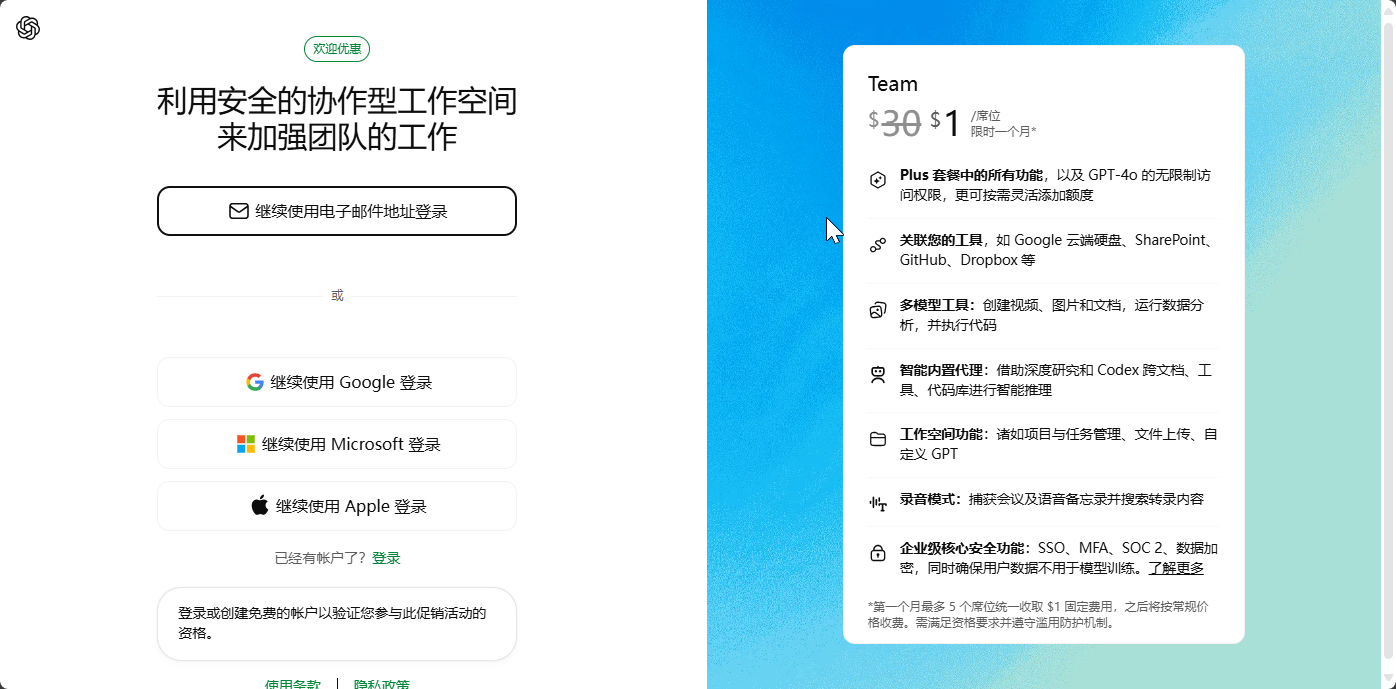 欢迎优惠
利用安全的协作型工作空间
来加强团队的工作
继续使用电子邮件地址登录
或
继续使用 Google 登录
继续使用 Microsoft 登录
继续使用 Apple 登录
已经有帐户了？登录
登录或创建免费的帐户以验证您参与此促销活动的
资格。
使用条款 | 隐私政策
Team
$30 $1 /席位
限时一个月*
Plus 套餐中的所有功能，以及 GPT-4o 的无限制访
问权限，更可按需灵活添加额度
关联您的工具，如 Google 云端硬盘、SharePoint、
GitHub、Dropbox 等
多模型工具：创建视频、图片和文档，运行数据分
析，并执行代码
智能内置代理：借助深度研究和 Codex 跨文档、工
具、代码库进行智能推理
工作空间功能：诸如项目与任务管理、文件上传、自
定义 GPT
录音模式：捕获会议及语音备忘录并搜索转录内容
企业级核心安全功能：SSO、MFA、SOC 2、数据加
密，同时确保用户数据不用于模型训练。了解更多
*第一个月最多 5 个席位统一收取 $1 固定费用，之后将按常规价
格收费。需满足资格要求并遵守滥用防护机制。